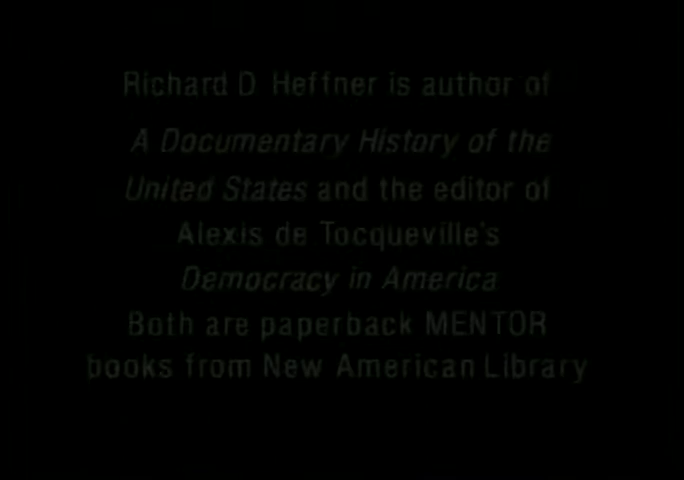 Richard D Heffner is author of
A Documentary History of the
United States and the editor of
Alexis de Tocqueville's
Democracy in America
Both are paperback MENTOR
books from New American Library